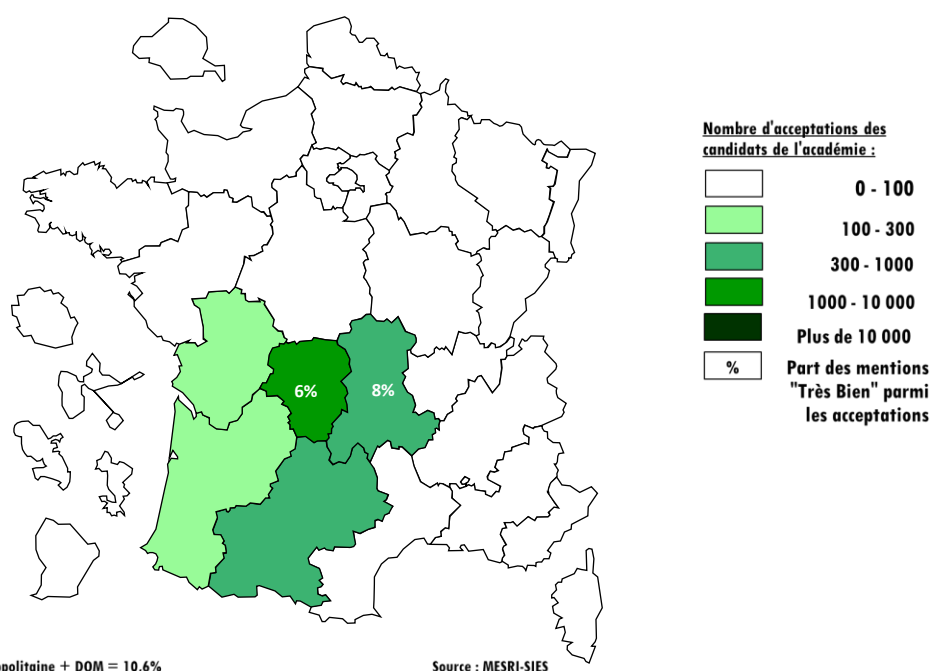 Nombre d'acceptations des
candidats de l'académie :
0 - 100
100 - 300
300 - 1000
1000 - 10 000
Plus de 10 000
% Part des mentions
"Très Bien" parmi
les acceptations
6%
8%
opolitaine + DOM = 10,6%
Source : MESRI-SIES